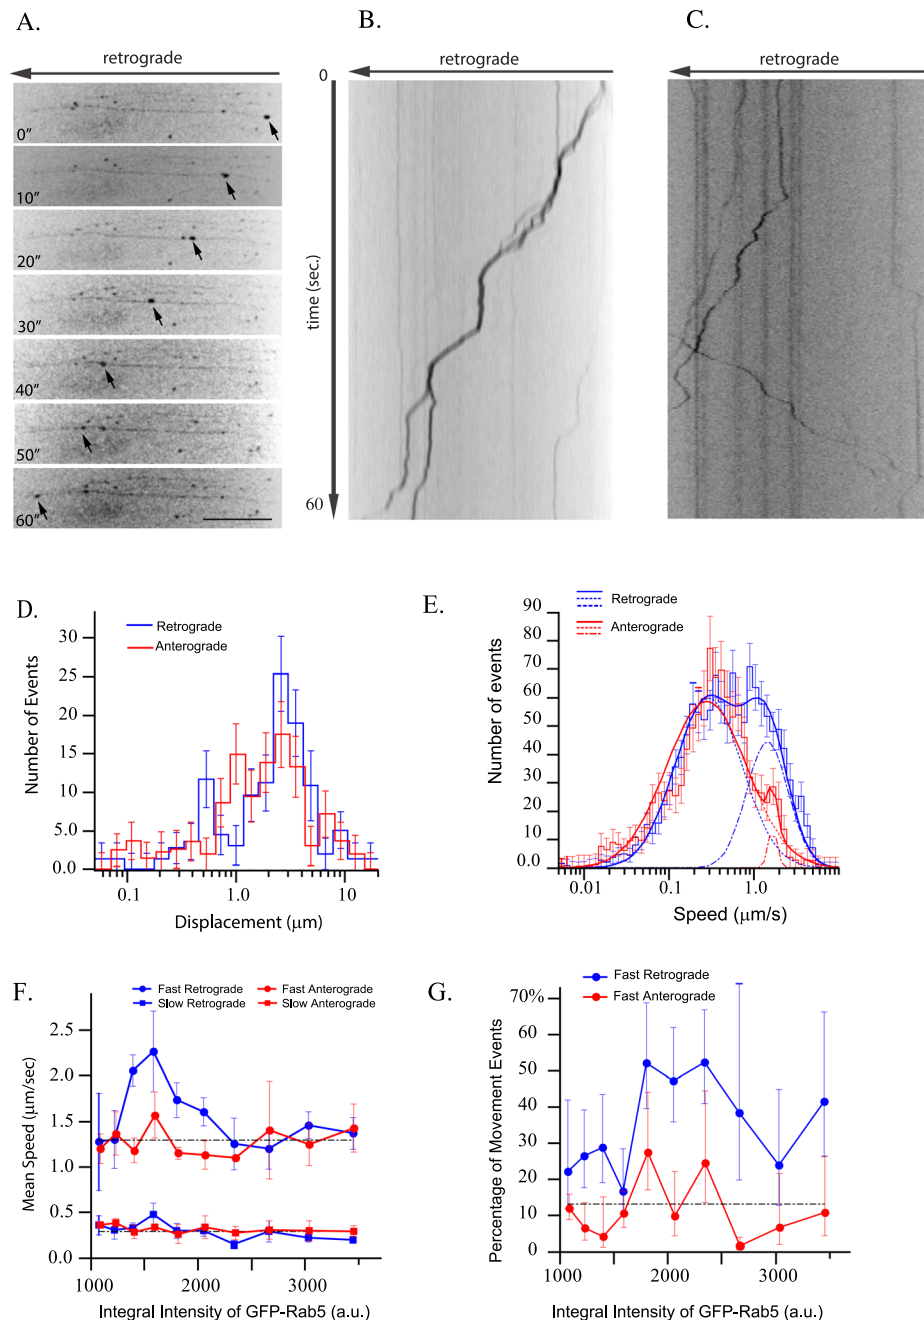 A.
B.
C.
retrograde
retrograde
retrograde
0
0″
10″
20″
30″
40″
50″
60″
time (sec.)
60
D.
E.
Retrograde
Anterograde
Retrograde
Anterograde
Number of Events
30
25
20
15
10
5.0
0.0
0.1
1.0
10
Displacement (μm)
Number of events
90
80
70
60
50
40
30
20
10
0.0
0.01
0.1
1.0
Speed (μm/s)
F.
G.
Fast Retrograde
Fast Anterograde
Slow Retrograde
Slow Anterograde
Fast Retrograde
Fast Anterograde
Mean Speed (μm/sec)
2.5
2.0
1.5
1.0
0.5
0.0
1000
2000
3000
Integral Intensity of GFP-Rab5 (a.u.)
Percentage of Movement Events
70%
60
50
40
30
20
10
0
1000
2000
3000
Integral Intensity of GFP-Rab5 (a.u.)